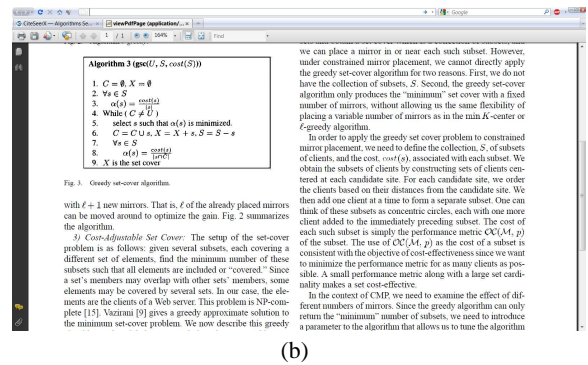 CiteSeerX — Algorithms Se...
viewPdfPage (application/...
Google
1 / 1
164%
Find
Algorithm 3 (gsc(U, S, cost(S)))
1. C = ∅, X = ∅
2. ∀s ∈ S
3. α(s) = cost(s)/|s|
4. While ( C ≠ U )
5. select s such that α(s) is minimized.
6. C = C ∪ s, X = X + s, S = S − s
7. ∀s ∈ S
8. α(s) = cost(s)/|s∩C̄|
9. X is the set cover
Fig. 3. Greedy set-cover algorithm.
with ℓ + 1 new mirrors. That is, ℓ of the already placed mirrors
can be moved around to optimize the gain. Fig. 2 summarizes
the algorithm.
3) Cost-Adjustable Set Cover: The setup of the set-cover
problem is as follows: given several subsets, each covering a
different set of elements, find the minimum number of these
subsets such that all elements are included or “covered.” Since
a set’s members may overlap with other sets’ members, some
elements may be covered by several sets. In our case, the ele-
ments are the clients of a Web server. This problem is NP-com-
plete [15]. Vazirani [9] gives a greedy approximate solution to
the minimum set-cover problem. We now describe this greedy
we can place a mirror in or near each such subset. However,
under constrained mirror placement, we cannot directly apply
the greedy set-cover algorithm for two reasons. First, we do not
have the collection of subsets, S. Second, the greedy set-cover
algorithm only produces the “minimum” set cover with a fixed
number of mirrors, without allowing us the same flexibility of
placing a variable number of mirrors as in the min K-center or
ℓ-greedy algorithm.
In order to apply the greedy set cover problem to constrained
mirror placement, we need to define the collection, S, of subsets
of clients, and the cost, cost(s), associated with each subset. We
obtain the subsets of clients by constructing sets of clients cen-
tered at each candidate site. For each candidate site, we order
the clients based on their distances from the candidate site. We
then add one client at a time to form a separate subset. One can
think of these subsets as concentric circles, each with one more
client added to the immediately preceding subset. The cost of
each such subset is simply the performance metric OC(M, p)
of the subset. The use of OC(M, p) as the cost of a subset is
consistent with the objective of cost-effectiveness since we want
to minimize the performance metric for as many clients as pos-
sible. A small performance metric along with a large set cardi-
nality makes a set cost-effective.
In the context of CMP, we need to examine the effect of dif-
ferent numbers of mirrors. Since the greedy algorithm can only
return the “minimum” number of subsets, we need to introduce
a parameter to the algorithm that allows us to tune the algorithm
(b)